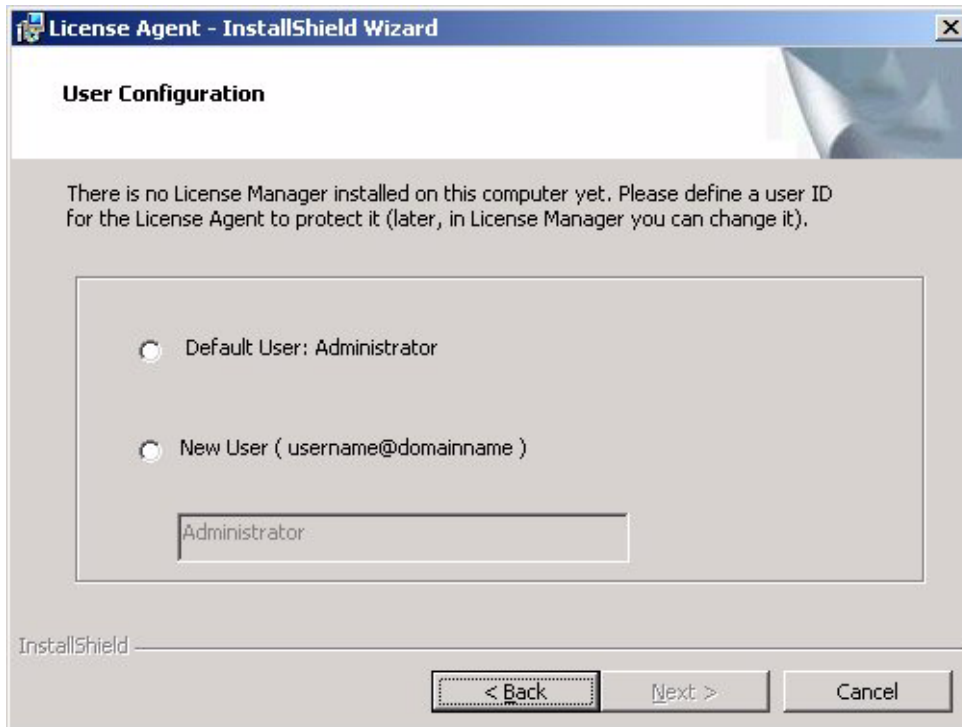 License Agent - InstallShield Wizard
User Configuration
There is no License Manager installed on this computer yet. Please define a user ID
for the License Agent to protect it (later, in License Manager you can change it).
Default User: Administrator
New User ( username@domainname )
Administrator
InstallShield
< Back
Next >
Cancel